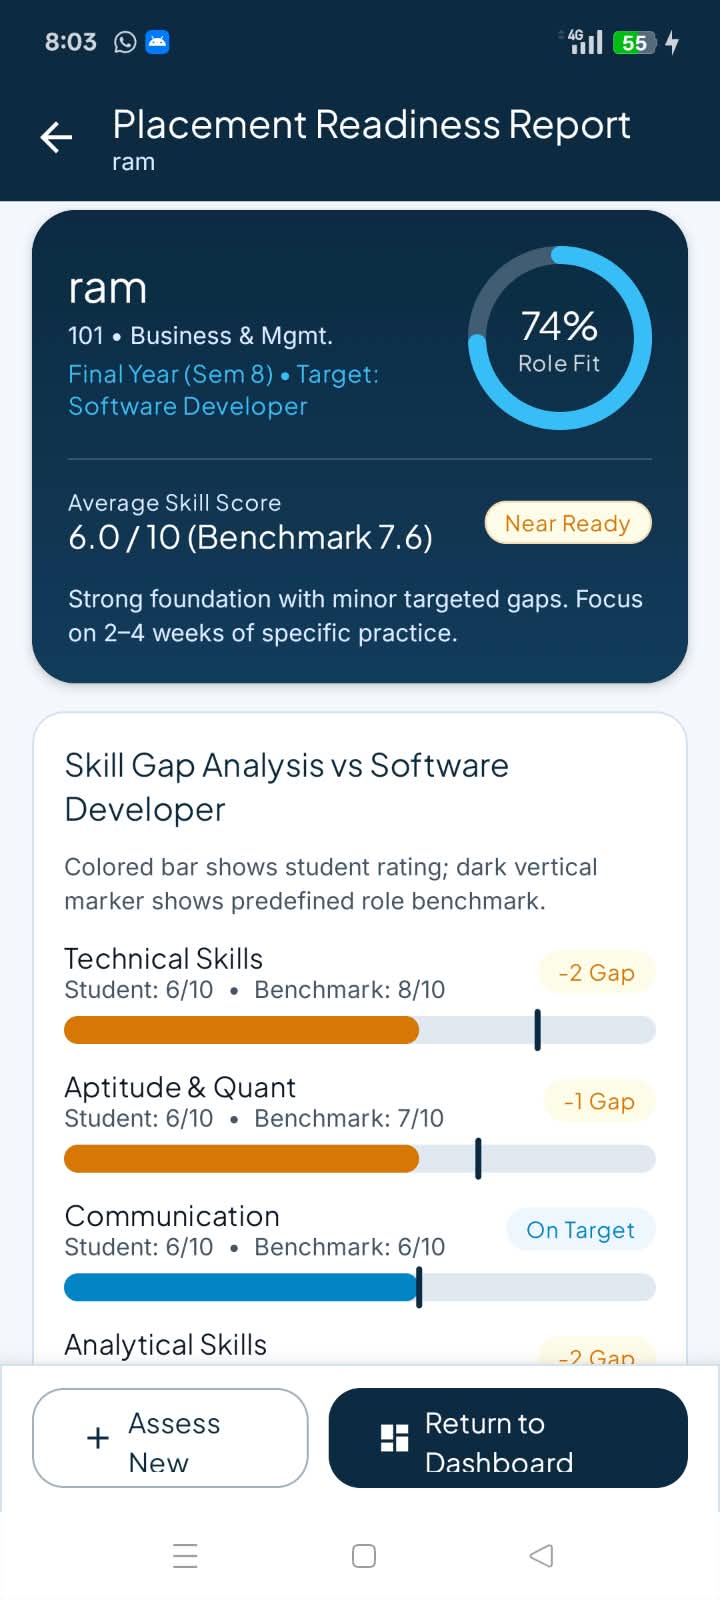 8:03
4G
55
Placement Readiness Report
ram
ram
101 • Business & Mgmt.
Final Year (Sem 8) • Target:
Software Developer
74%
Role Fit
Average Skill Score
6.0 / 10 (Benchmark 7.6)
Near Ready
Strong foundation with minor targeted gaps. Focus
on 2–4 weeks of specific practice.
Skill Gap Analysis vs Software
Developer
Colored bar shows student rating; dark vertical
marker shows predefined role benchmark.
Technical Skills
Student: 6/10 • Benchmark: 8/10
-2 Gap
Aptitude & Quant
Student: 6/10 • Benchmark: 7/10
-1 Gap
Communication
Student: 6/10 • Benchmark: 6/10
On Target
Analytical Skills
-2 Gap
Assess
New
Return to
Dashboard